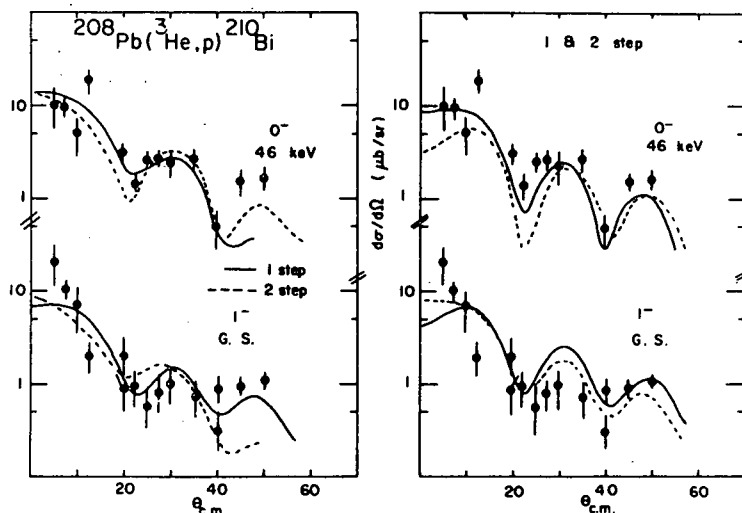 208Pb(3He,p)210Bi
10
1
0−
46 keV
1 step
2 step
10
1
1−
G. S.
20
40
60
θc.m.
1 & 2 step
dσ/dΩ (μb/sr)
10
1
0−
46 keV
10
1
1−
G. S.
20
40
60
θc.m.